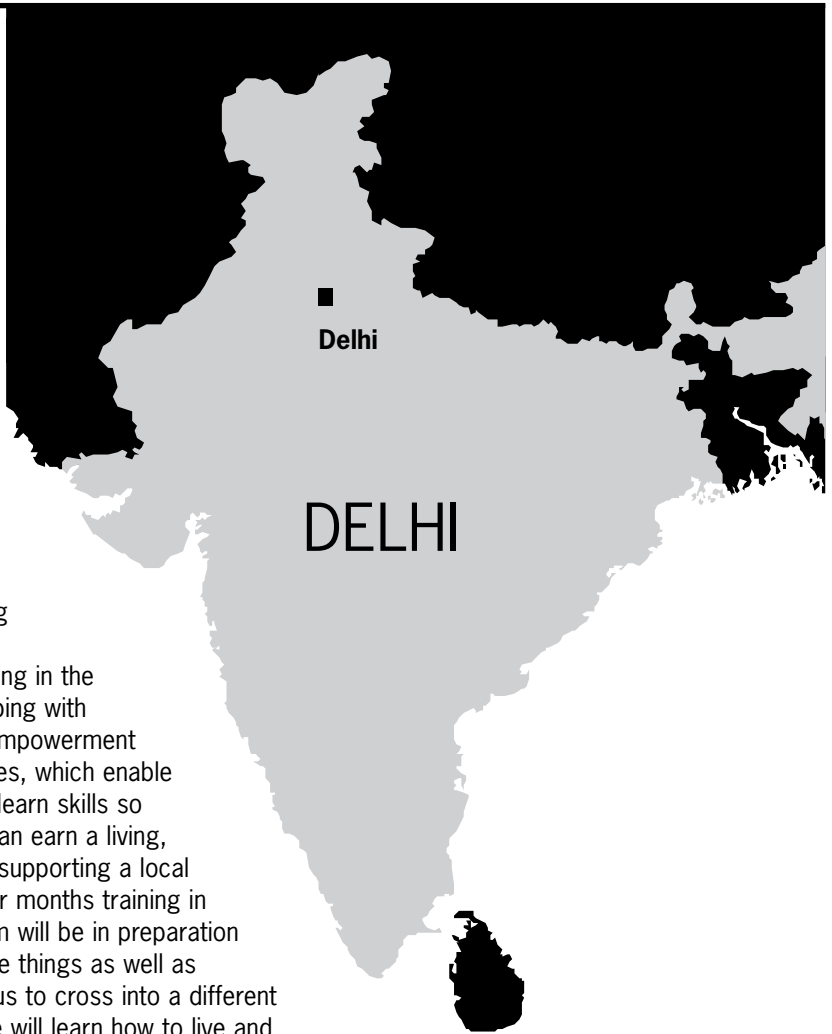 Delhi
DELHI
g
ng in the
ping with
mpowerment
es, which enable
learn skills so
an earn a living,
supporting a local
r months training in
n will be in preparation
e things as well as
us to cross into a different
e will learn how to live and